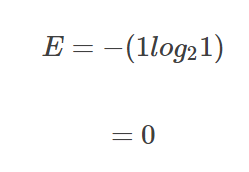 E = −(1log₂1)
= 0